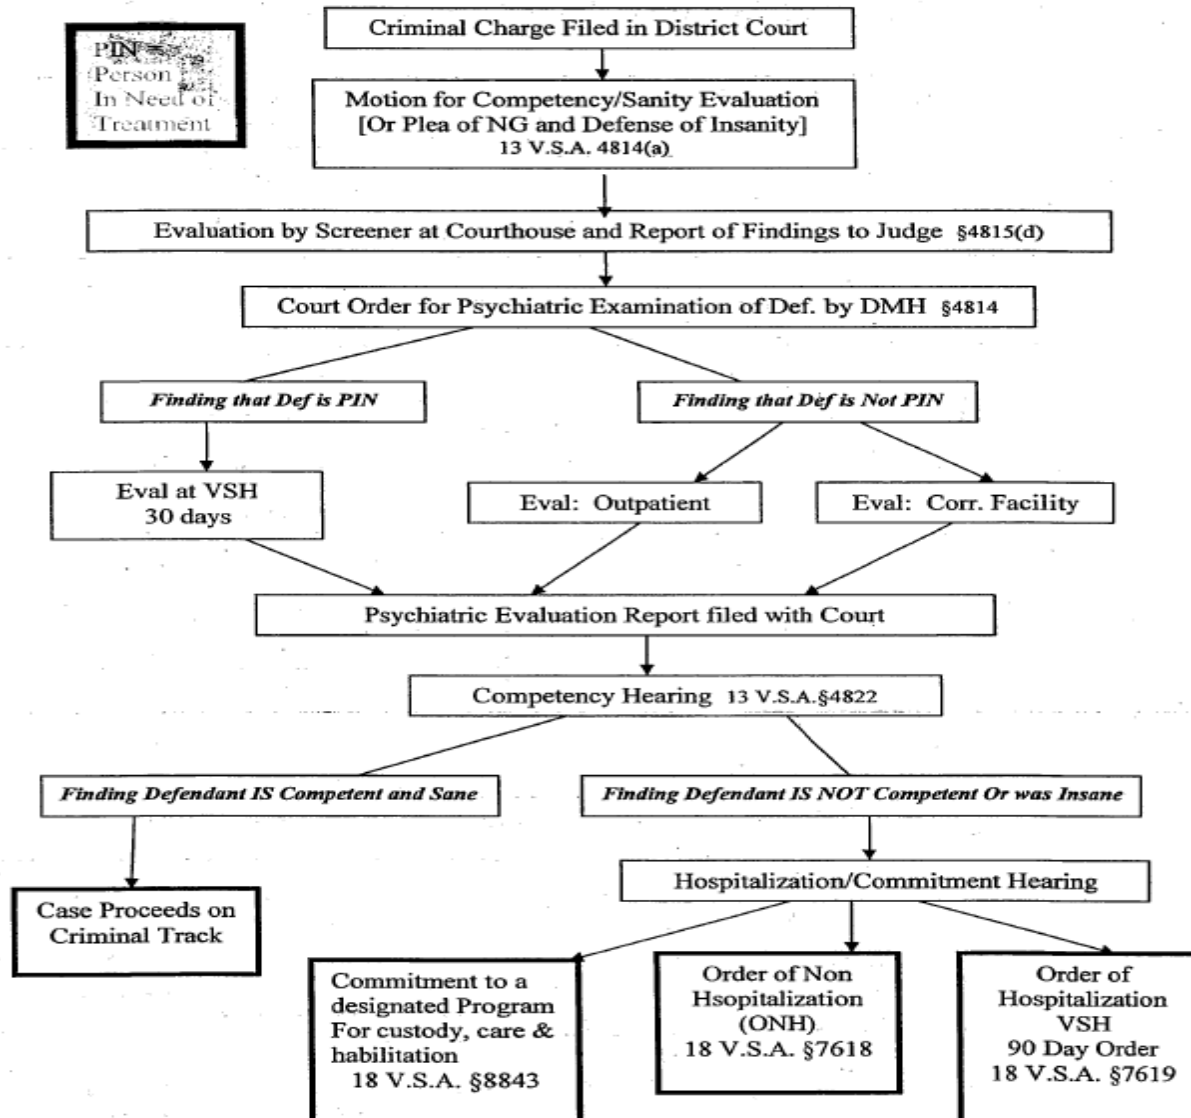 Criminal Charge Filed in District Court
PIN =
Person
In Need of
Treatment
Motion for Competency/Sanity Evaluation
[Or Plea of NG and Defense of Insanity]
13 V.S.A. 4814(a)
Evaluation by Screener at Courthouse and Report of Findings to Judge §4815(d)
Court Order for Psychiatric Examination of Def. by DMH §4814
Finding that Def is PIN
Finding that Def is Not PIN
Eval at VSH
30 days
Eval: Outpatient
Eval: Corr. Facility
Psychiatric Evaluation Report filed with Court
Competency Hearing 13 V.S.A.§4822
Finding Defendant IS Competent and Sane
Finding Defendant IS NOT Competent Or was Insane
Hospitalization/Commitment Hearing
Case Proceeds on
Criminal Track
Commitment to a
designated Program
For custody, care &
habilitation
18 V.S.A. §8843
Order of Non
Hsopitalization
(ONH)
18 V.S.A. §7618
Order of
Hospitalization
VSH
90 Day Order
18 V.S.A. §7619